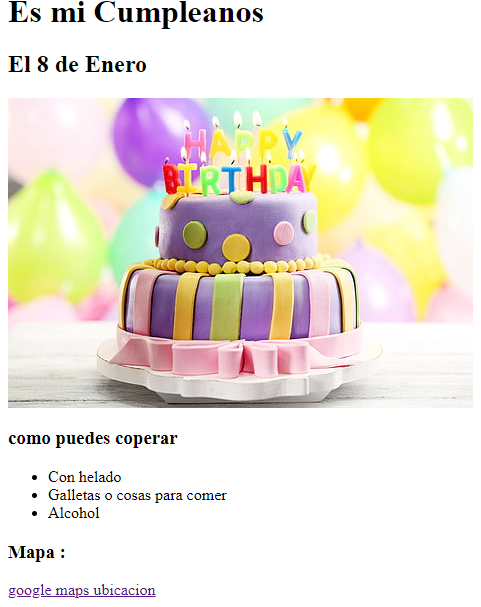 Es mi Cumpleanos
El 8 de Enero
HAPPY
BIRTHDAY
como puedes coperar
Con helado
Galletas o cosas para comer
Alcohol
Mapa :
google maps ubicacion